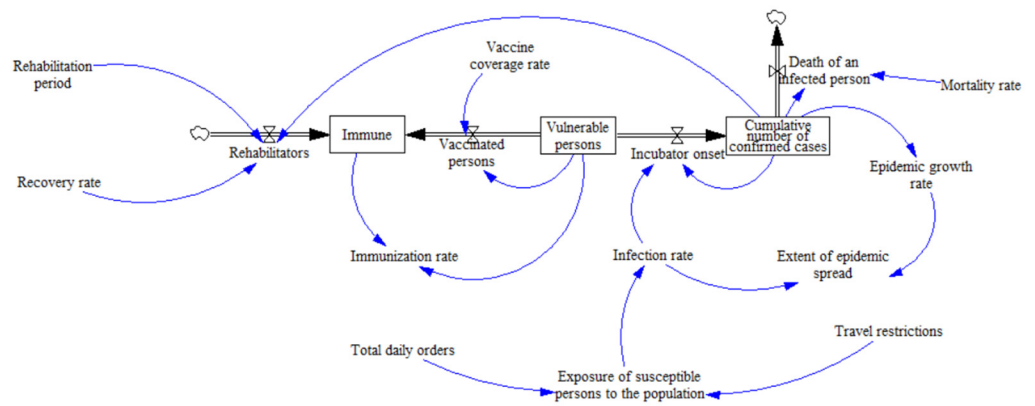 Rehabilitation
period
Vaccine
coverage rate
Death of an
infected person
Mortality rate
Rehabilitators
Immune
Vaccinated
persons
Vulnerable
persons
Incubator onset
Cumulative
number of
confirmed cases
Epidemic growth
rate
Recovery rate
Immunization rate
Infection rate
Extent of epidemic
spread
Total daily orders
Travel restrictions
Exposure of susceptible
persons to the population